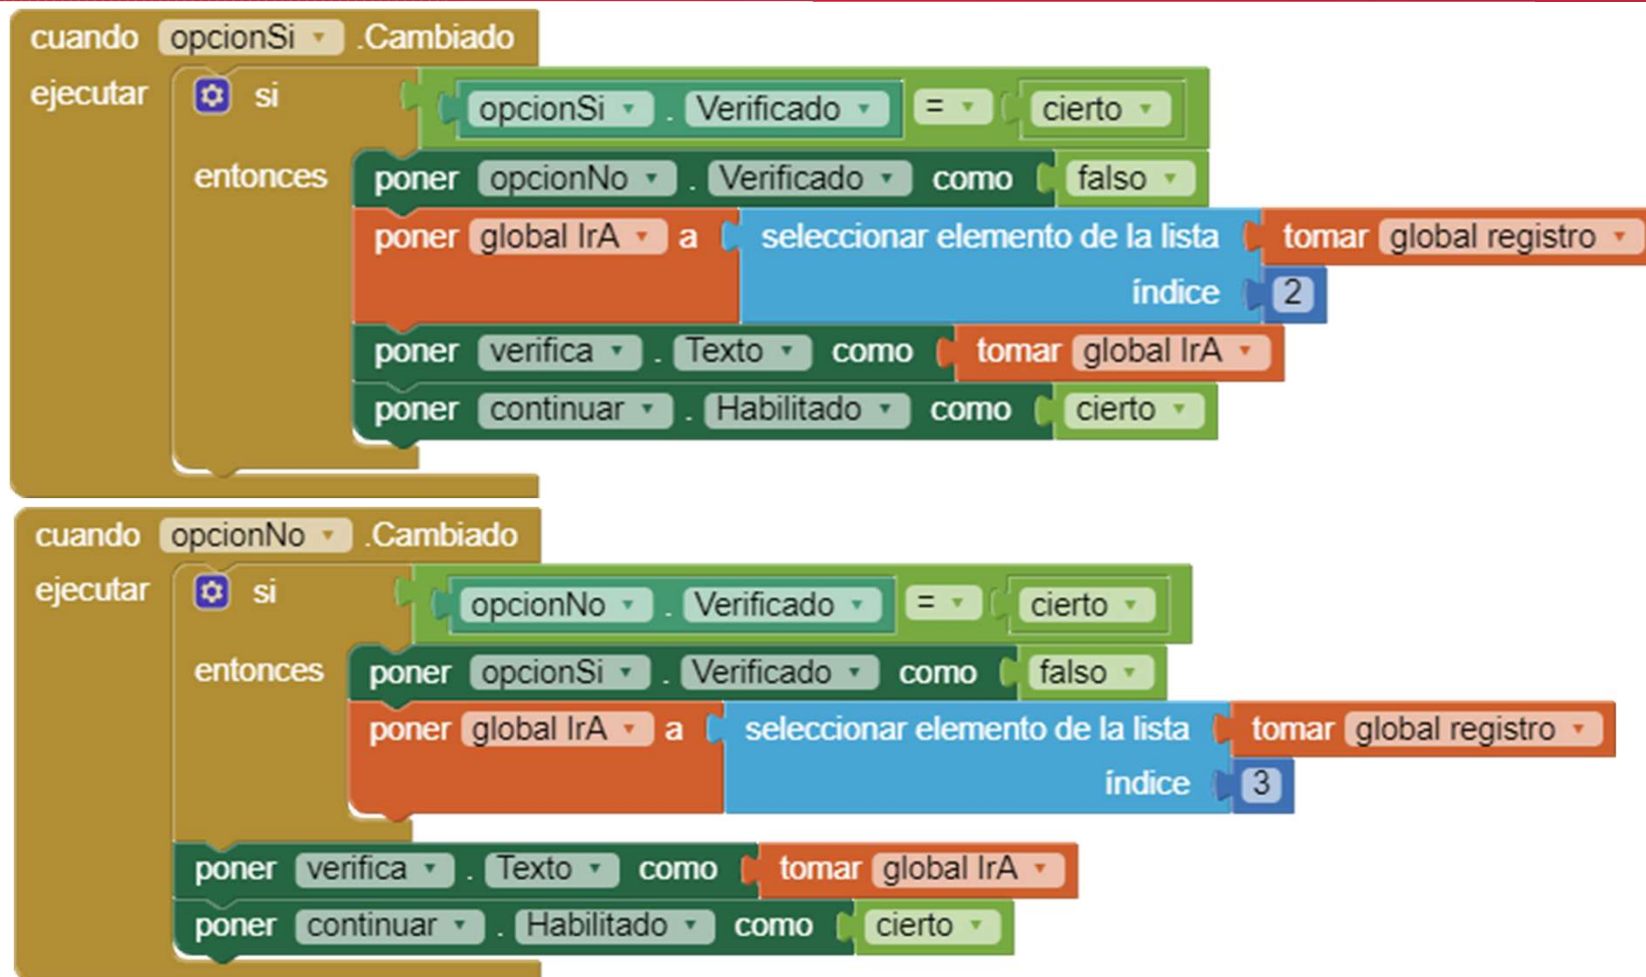 cuando opcionSi .Cambiado
ejecutar si opcionSi . Verificado = cierto
entonces poner opcionNo . Verificado como falso
poner global IrA a seleccionar elemento de la lista tomar global registro
índice 2
poner verifica . Texto como tomar global IrA
poner continuar . Habilitado como cierto
cuando opcionNo .Cambiado
ejecutar si opcionNo . Verificado = cierto
entonces poner opcionSi . Verificado como falso
poner global IrA a seleccionar elemento de la lista tomar global registro
índice 3
poner verifica . Texto como tomar global IrA
poner continuar . Habilitado como cierto